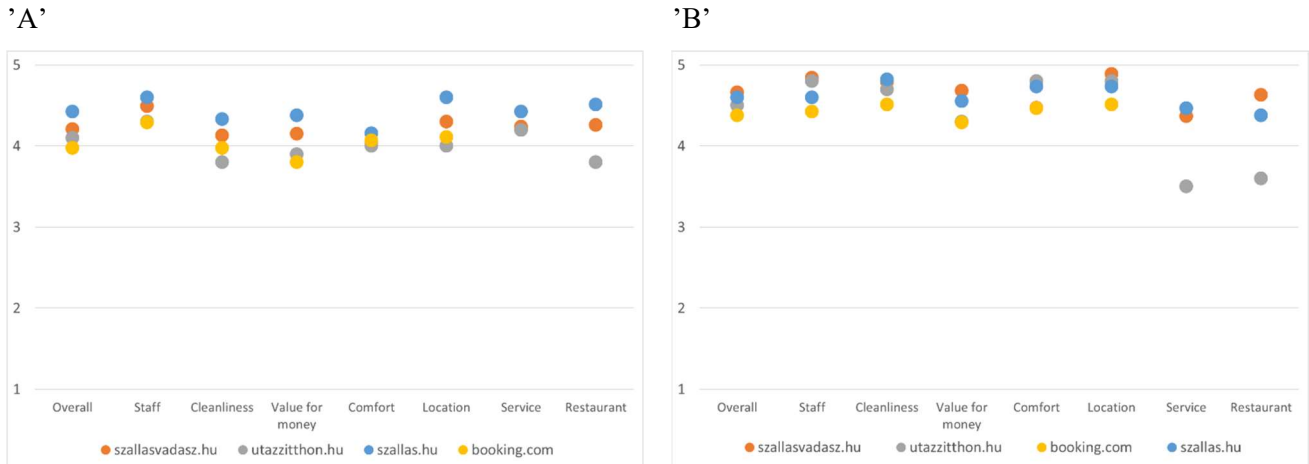 ’A’
’B’
5
4
3
2
1
Overall Staff Cleanliness Value for money Comfort Location Service Restaurant
szallasvadasz.hu utazzitthon.hu szallas.hu booking.com
5
4
3
2
1
Overall Staff Cleanliness Value for money Comfort Location Service Restaurant
szallasvadasz.hu utazzitthon.hu booking.com szallas.hu